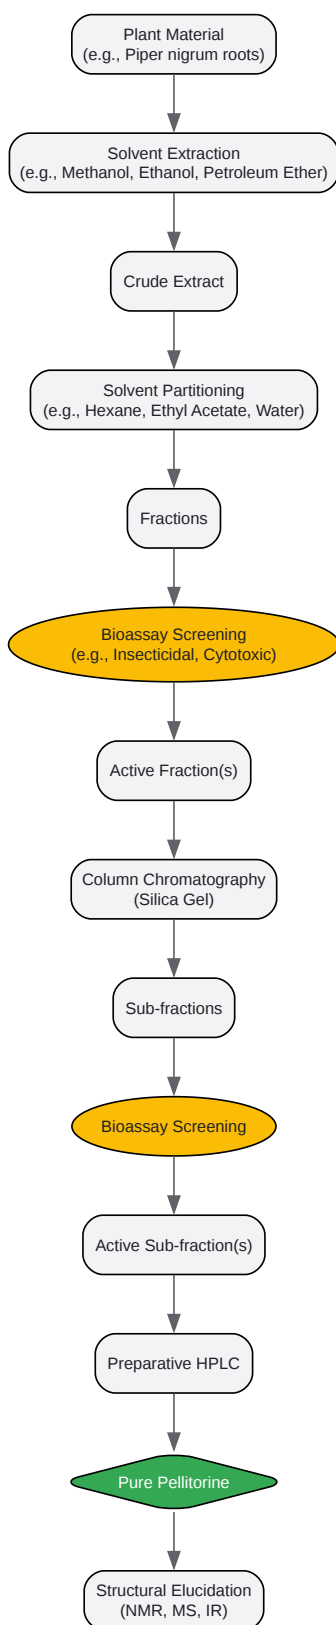 Plant Material
(e.g., Piper nigrum roots)
Solvent Extraction
(e.g., Methanol, Ethanol, Petroleum Ether)
Crude Extract
Solvent Partitioning
(e.g., Hexane, Ethyl Acetate, Water)
Fractions
Bioassay Screening
(e.g., Insecticidal, Cytotoxic)
Active Fraction(s)
Column Chromatography
(Silica Gel)
Sub-fractions
Bioassay Screening
Active Sub-fraction(s)
Preparative HPLC
Pure Pellitorine
Structural Elucidation
(NMR, MS, IR)